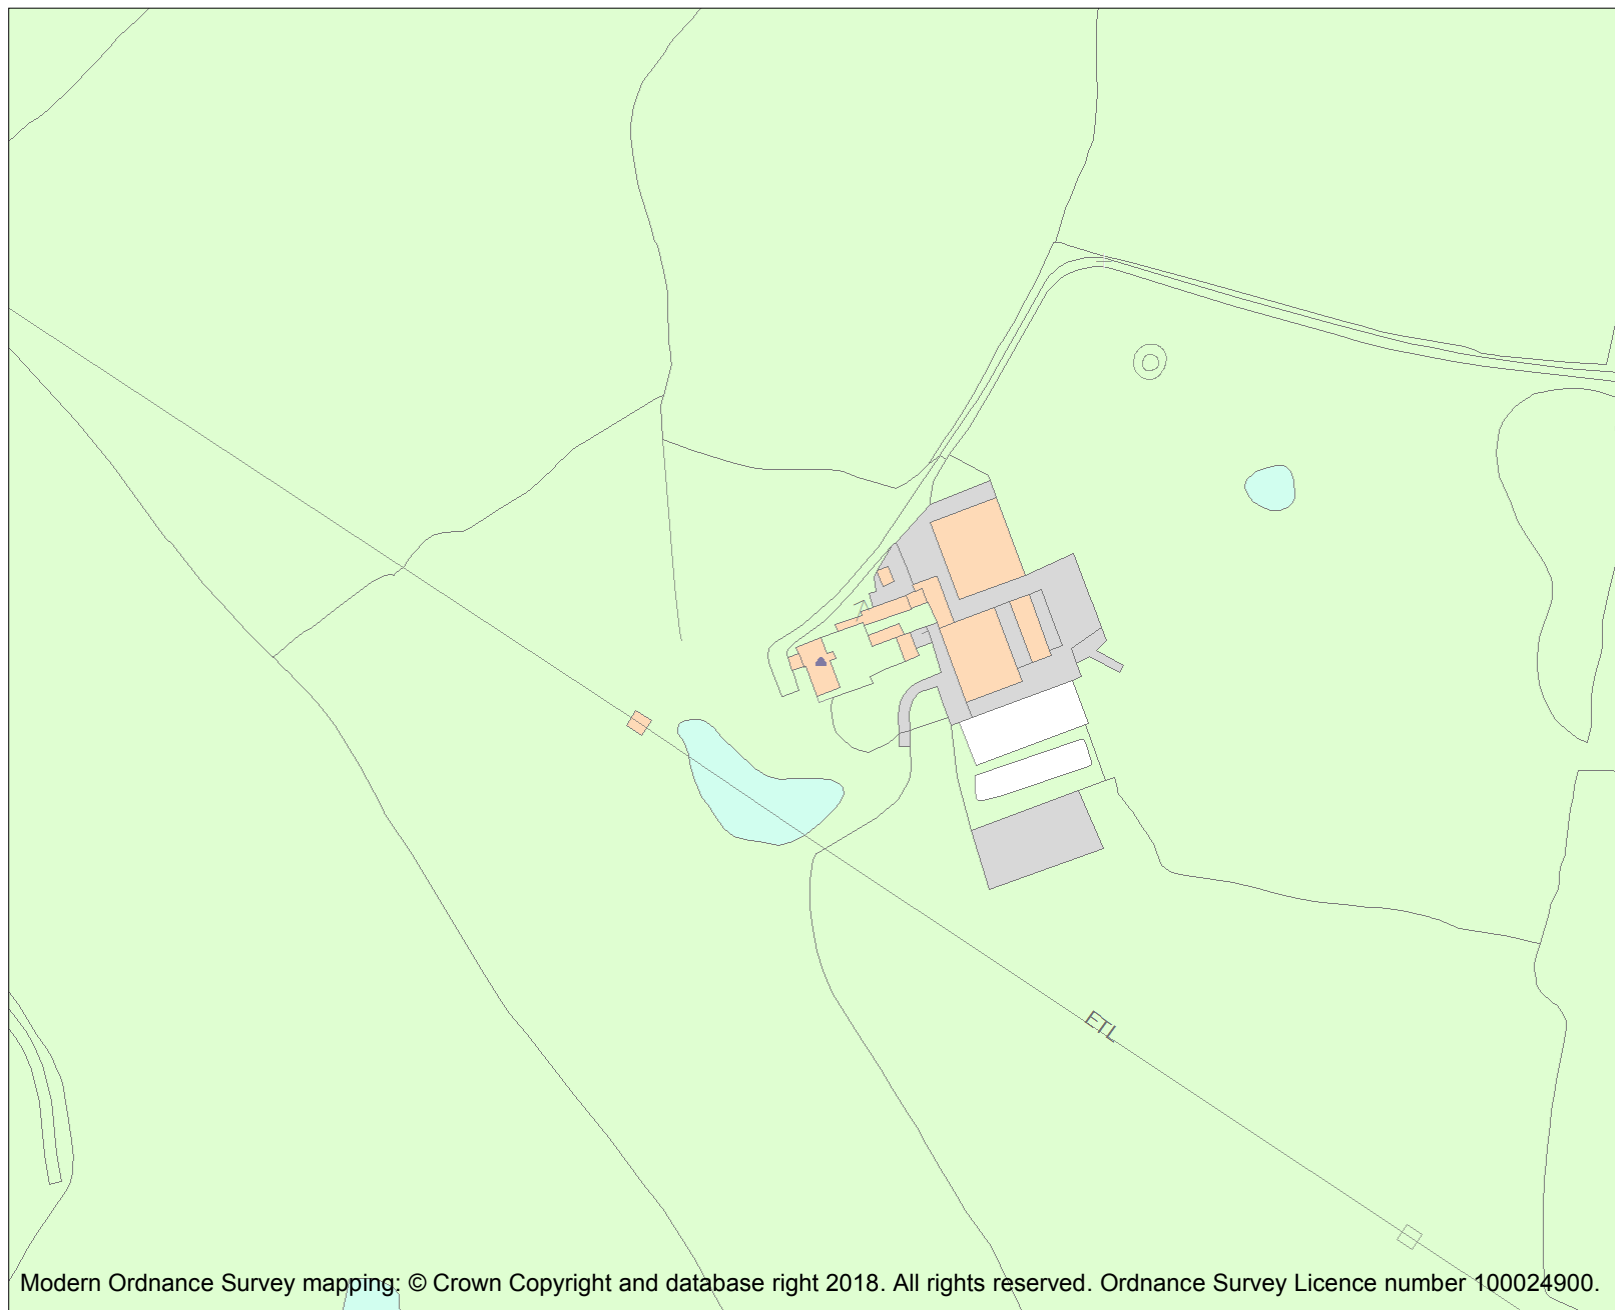 ETL
Modern Ordnance Survey mapping: © Crown Copyright and database right 2018. All rights reserved. Ordnance Survey Licence number 100024900.